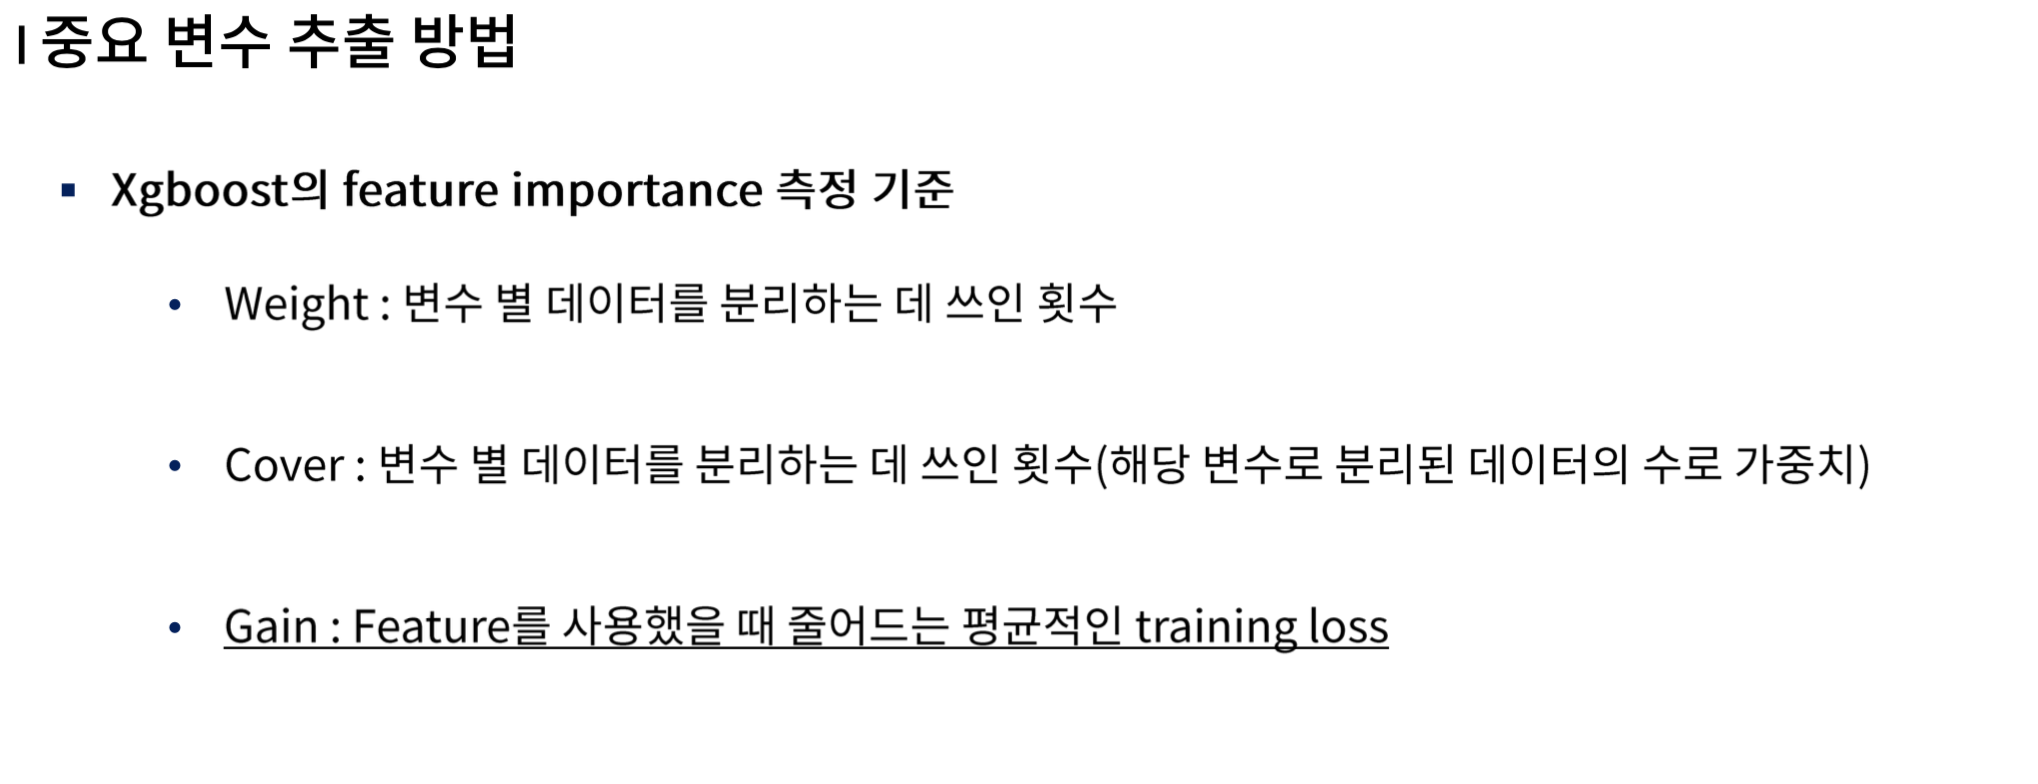 I 중요 변수 추출 방법
▪ Xgboost의 feature importance 측정 기준
• Weight : 변수 별 데이터를 분리하는 데 쓰인 횟수
• Cover : 변수 별 데이터를 분리하는 데 쓰인 횟수(해당 변수로 분리된 데이터의 수로 가중치)
• Gain : Feature를 사용했을 때 줄어드는 평균적인 training loss